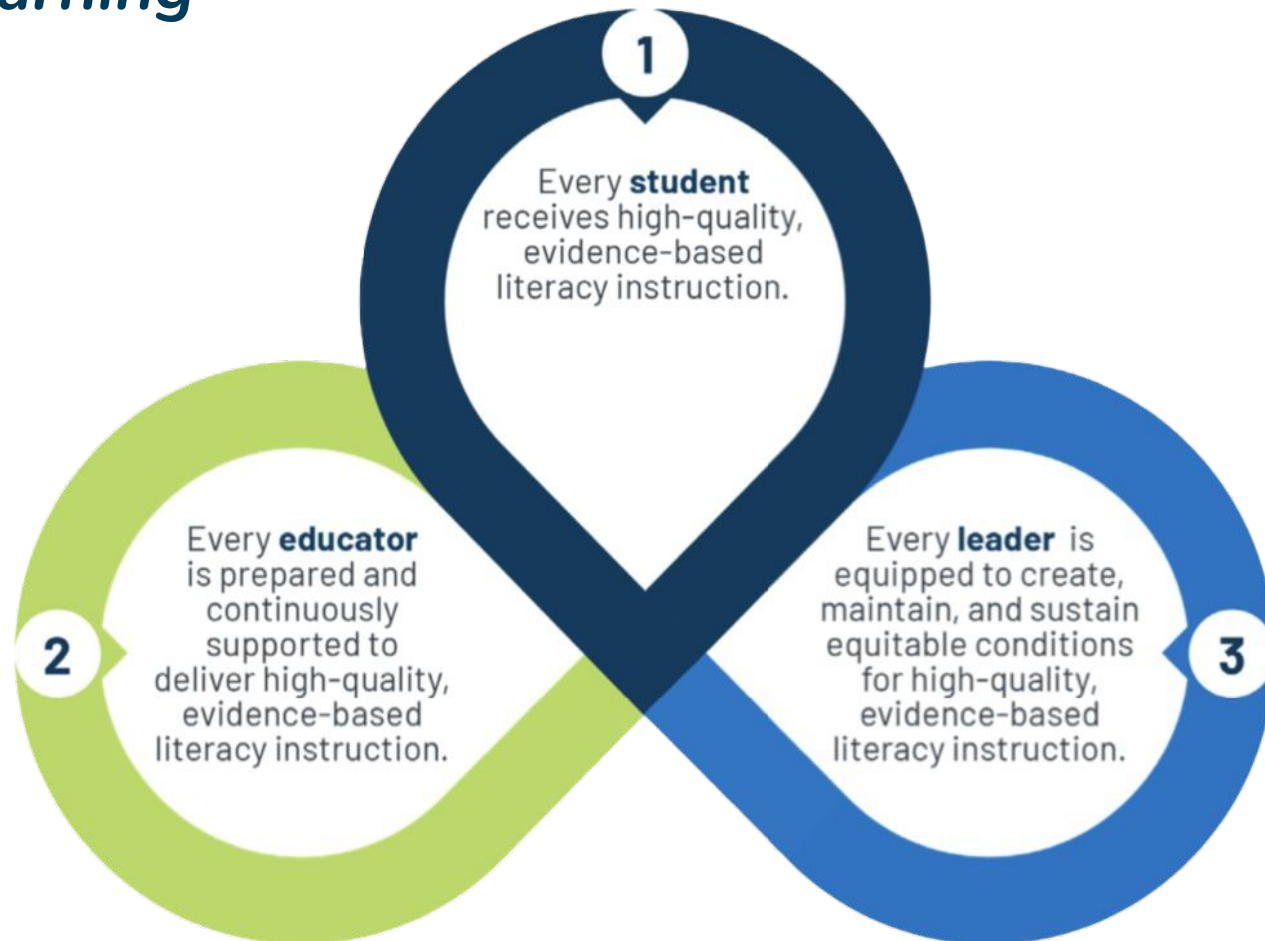 1
Every student
receives high-quality,
evidence-based
literacy instruction.
2
Every educator
is prepared and
continuously
supported to
deliver high-quality,
evidence-based
literacy instruction.
Every leader is
equipped to create,
maintain, and sustain
equitable conditions
for high-quality,
evidence-based
literacy instruction.
3